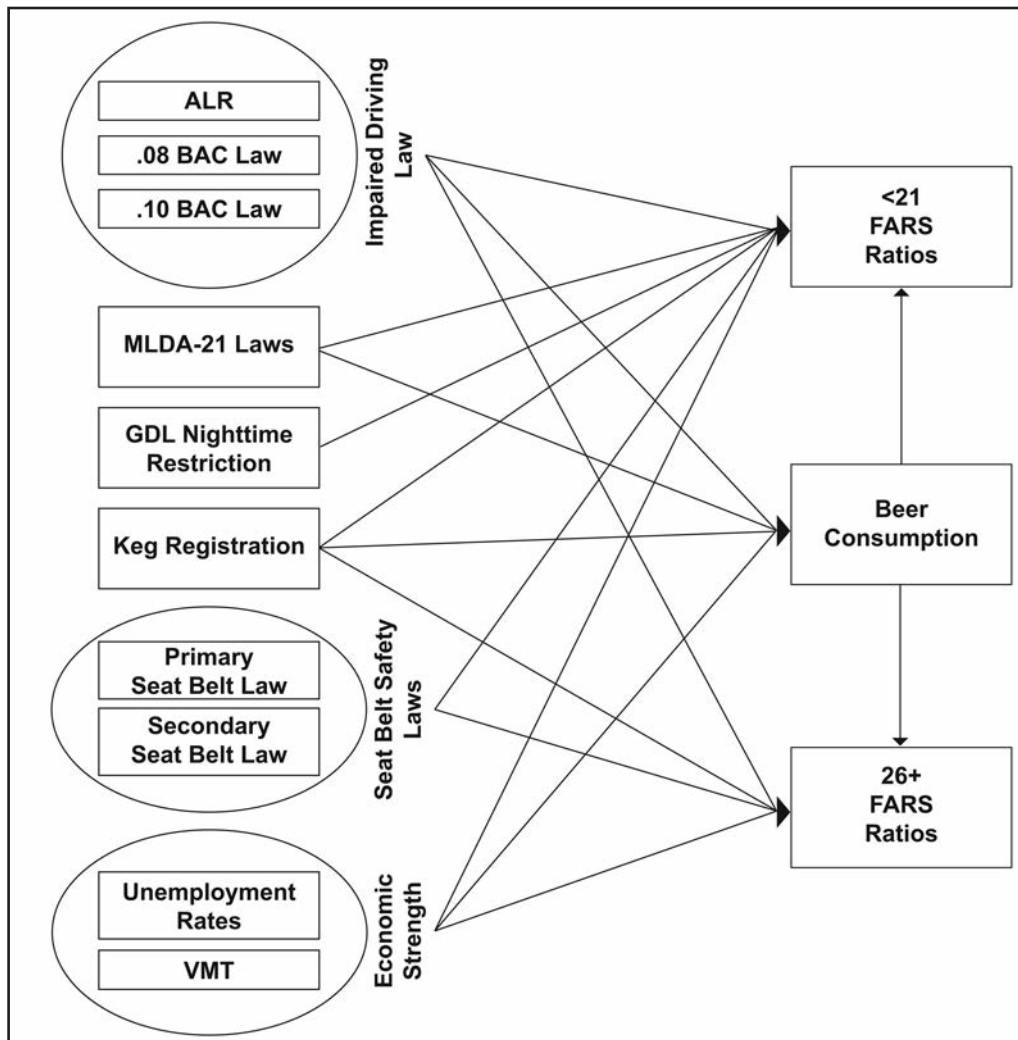 ALR
.08 BAC Law
.10 BAC Law
Impaired Driving
Law
MLDA-21 Laws
GDL Nighttime
Restriction
Keg Registration
Primary
Seat Belt Law
Secondary
Seat Belt Law
Seat Belt Safety
Laws
Unemployment
Rates
VMT
Economic
Strength
<21
FARS
Ratios
Beer
Consumption
26+
FARS
Ratios